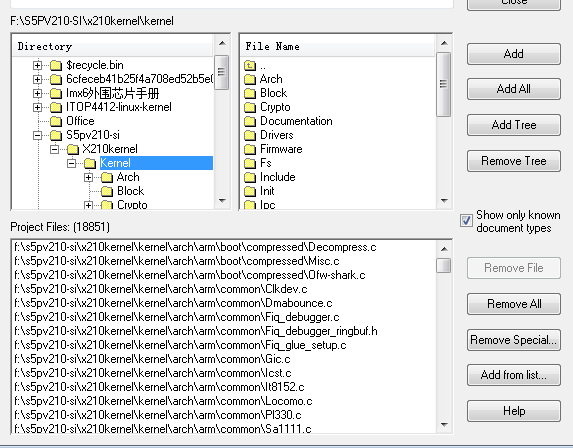 Close
F:\S5PV210-SI\x210kernel\kernel
Directory
$recycle.bin
6cfeceb41b25f4a708ed52b5e0
Imx6外围芯片手册
ITOP4412-linux-kernel
Office
S5pv210-si
X210kernel
Kernel
Arch
Block
Crypto
File Name
..
Arch
Block
Crypto
Documentation
Drivers
Firmware
Fs
Include
Init
Ipc
Add
Add All
Add Tree
Remove Tree
Show only known
document types
Project Files: (18851)
f:\s5pv210-si\x210kernel\kernel\arch\arm\boot\compressed\Decompress.c
f:\s5pv210-si\x210kernel\kernel\arch\arm\boot\compressed\Misc.c
f:\s5pv210-si\x210kernel\kernel\arch\arm\boot\compressed\Ofw-shark.c
f:\s5pv210-si\x210kernel\kernel\arch\arm\common\Clkdev.c
f:\s5pv210-si\x210kernel\kernel\arch\arm\common\Dmabounce.c
f:\s5pv210-si\x210kernel\kernel\arch\arm\common\Fiq_debugger.c
f:\s5pv210-si\x210kernel\kernel\arch\arm\common\Fiq_debugger_ringbuf.h
f:\s5pv210-si\x210kernel\kernel\arch\arm\common\Fiq_glue_setup.c
f:\s5pv210-si\x210kernel\kernel\arch\arm\common\Gic.c
f:\s5pv210-si\x210kernel\kernel\arch\arm\common\Icst.c
f:\s5pv210-si\x210kernel\kernel\arch\arm\common\It8152.c
f:\s5pv210-si\x210kernel\kernel\arch\arm\common\Locomo.c
f:\s5pv210-si\x210kernel\kernel\arch\arm\common\Pl330.c
f:\s5pv210-si\x210kernel\kernel\arch\arm\common\Sa1111.c
Remove File
Remove All
Remove Special...
Add from list...
Help